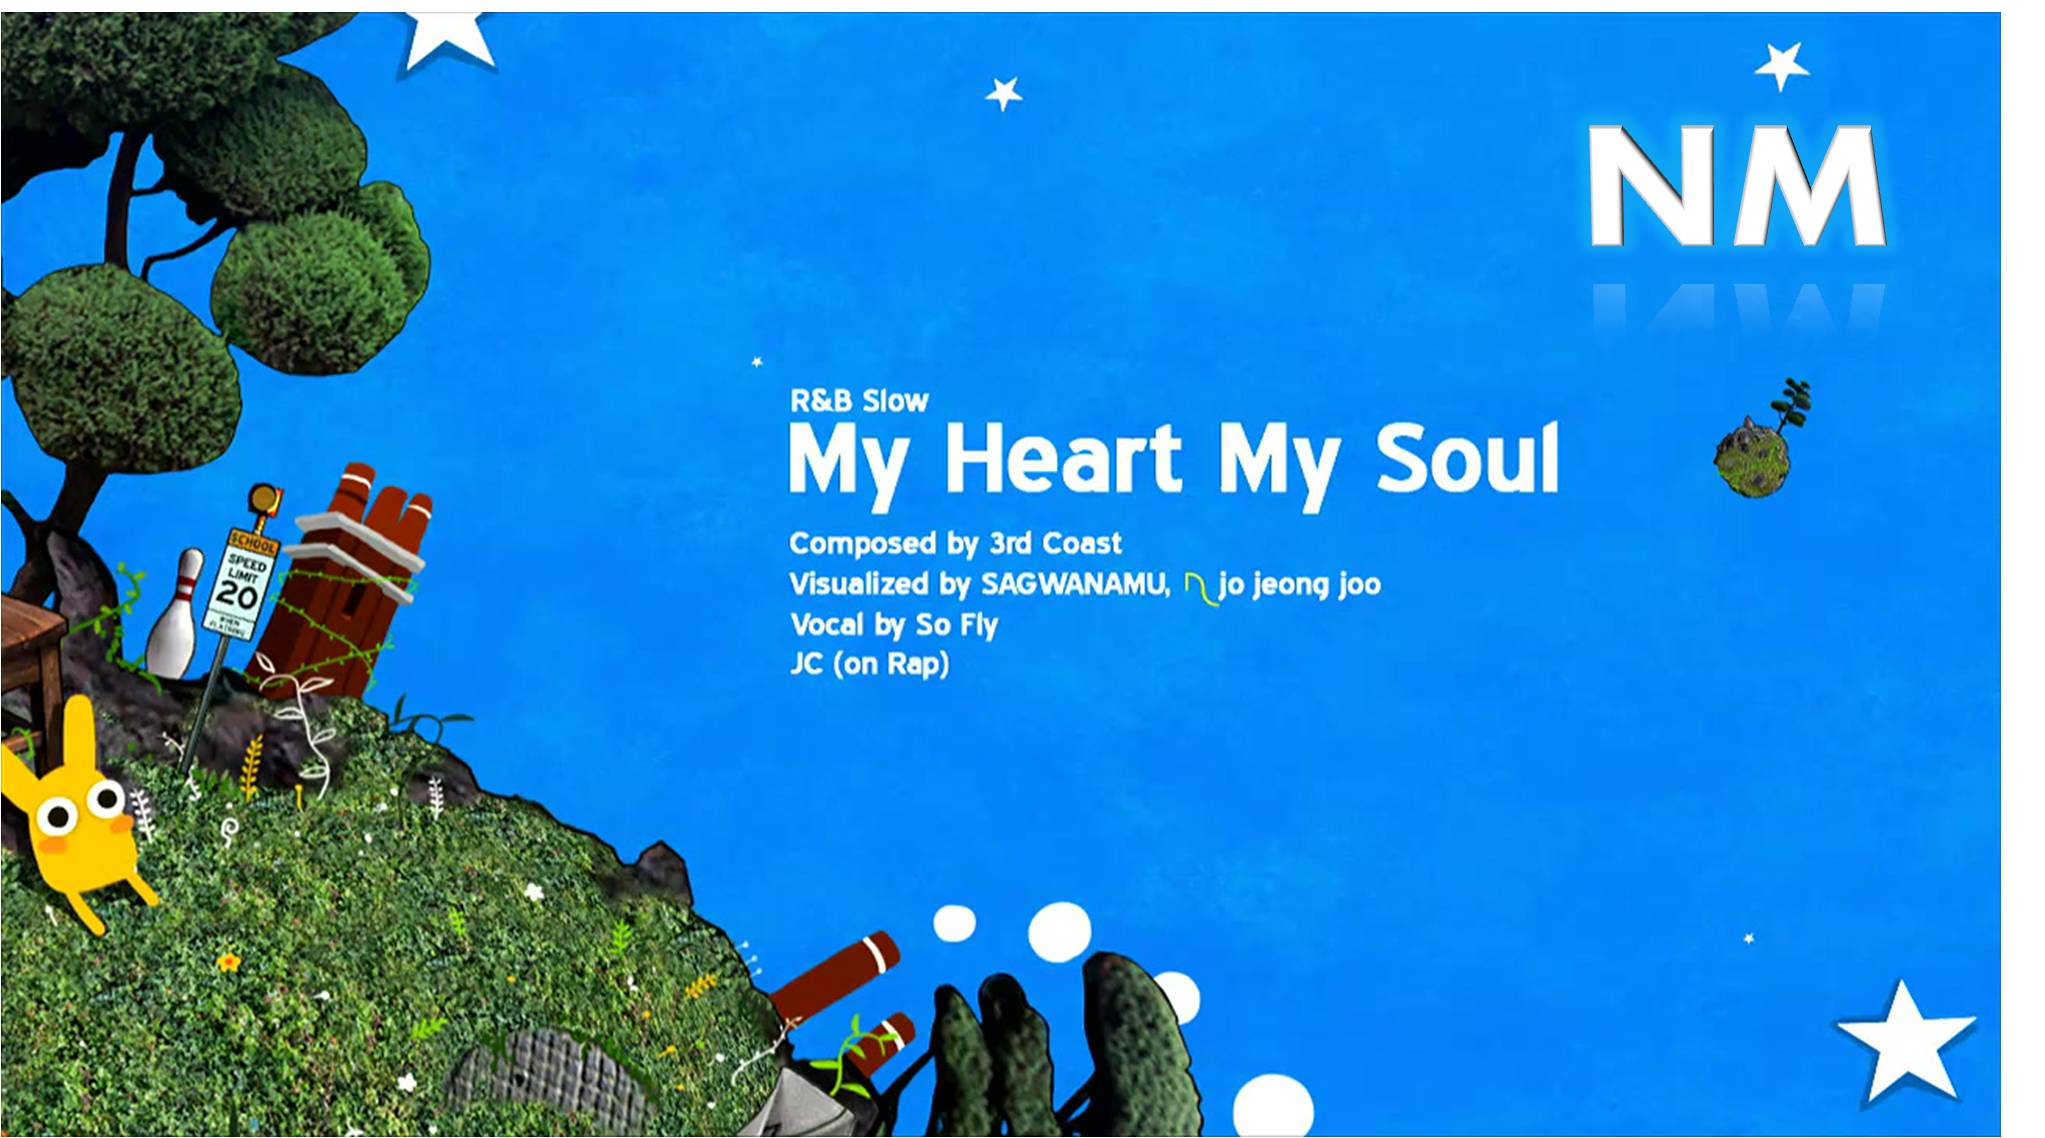 NM
R&B Slow
My Heart My Soul
Composed by 3rd Coast
Visualized by SAGWANAMU, jo jeong joo
Vocal by So Fly
JC (on Rap)
SCHOOL
SPEED
LIMIT
20
WHEN
FLASHING